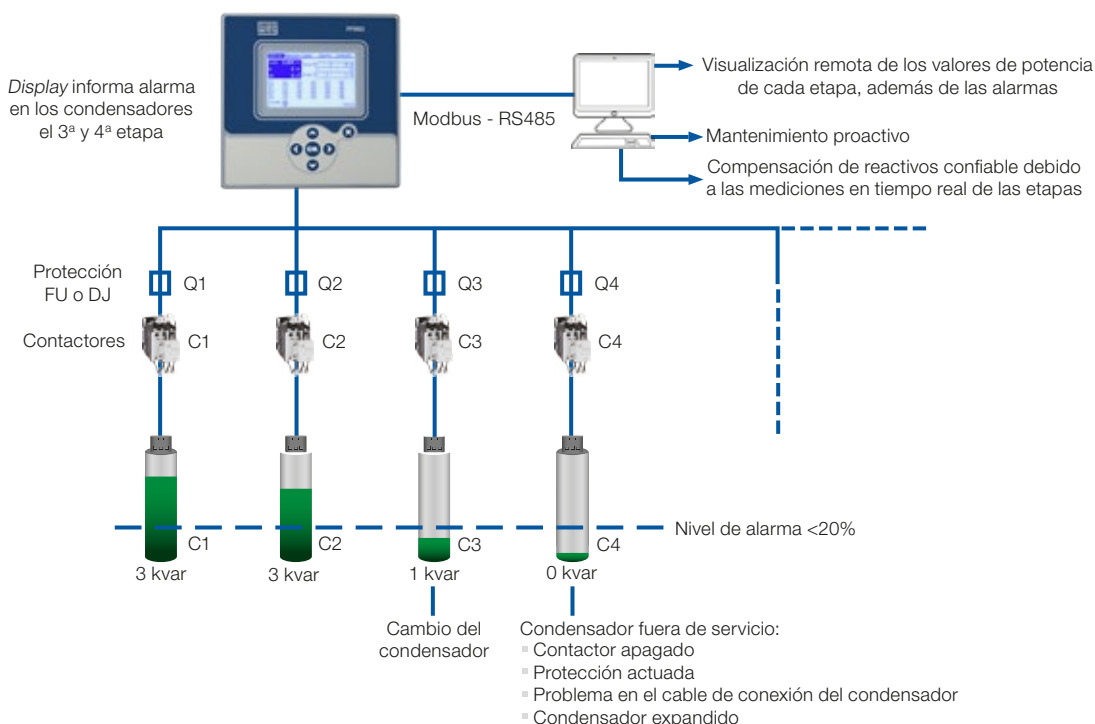 Display informa alarma
en los condensadores
el 3ª y 4ª etapa
Modbus - RS485
Visualización remota de los valores de potencia
de cada etapa, además de las alarmas
Mantenimiento proactivo
Compensación de reactivos confiable debido
a las mediciones en tiempo real de las etapas
Protección
FU o DJ
Q1
Q2
Q3
Q4
Contactores
C1
C2
C3
C4
Nivel de alarma <20%
C1
C2
C3
C4
3 kvar
3 kvar
1 kvar
0 kvar
Cambio del
condensador
Condensador fuera de servicio:
Contactor apagado
Protección actuada
Problema en el cable de conexión del condensador
Condensador expandido